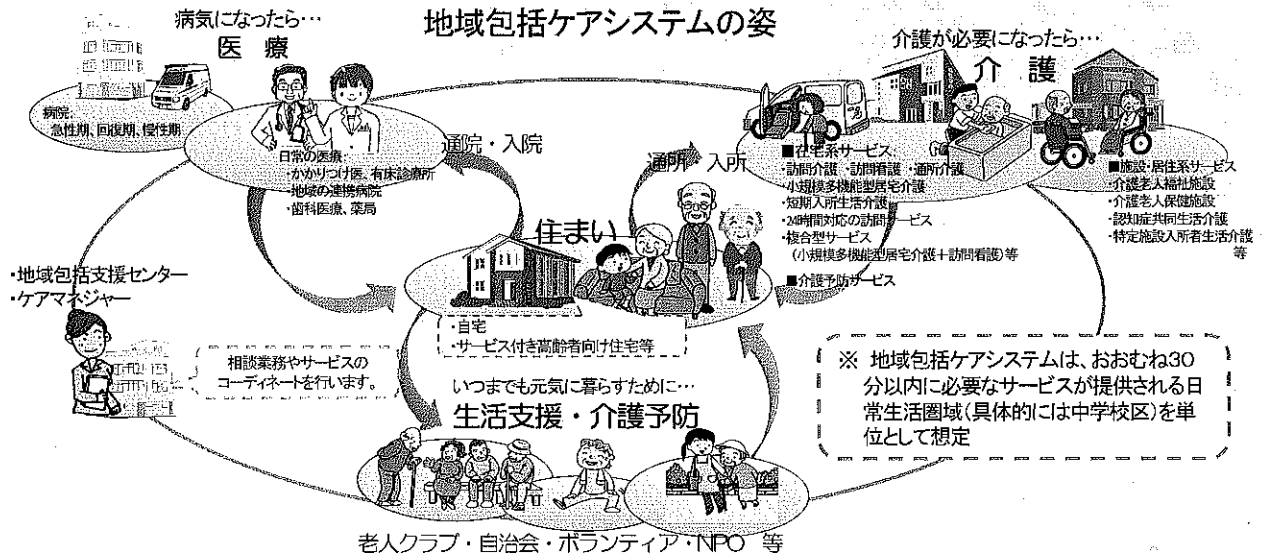 地域包括ケアシステムの姿
病気になったら…
医 療
病院:
急性期、回復期、慢性期
日常の医療:
・かかりつけ医、有床診療所
・地域の連携病院
・歯科医療、薬局
通院・入院
通所・入所
介護が必要になったら…
介 護
■在宅系サービス:
・訪問介護・訪問看護・通所介護
・小規模多機能型居宅介護
・短期入所生活介護
・24時間対応の訪問サービス
・複合型サービス
(小規模多機能型居宅介護+訪問看護)等
■介護予防サービス
■施設・居住系サービス
・介護老人福祉施設
・介護老人保健施設
・認知症共同生活介護
・特定施設入所者生活介護
等
住まい
・自宅
・サービス付き高齢者向け住宅等
・地域包括支援センター
・ケアマネジャー
相談業務やサービスの
コーディネートを行います。
いつまでも元気に暮らすために…
生活支援・介護予防
老人クラブ・自治会・ボランティア・NPO 等
※ 地域包括ケアシステムは、おおむね30
分以内に必要なサービスが提供される日
常生活圏域(具体的には中学校区)を単
位として想定